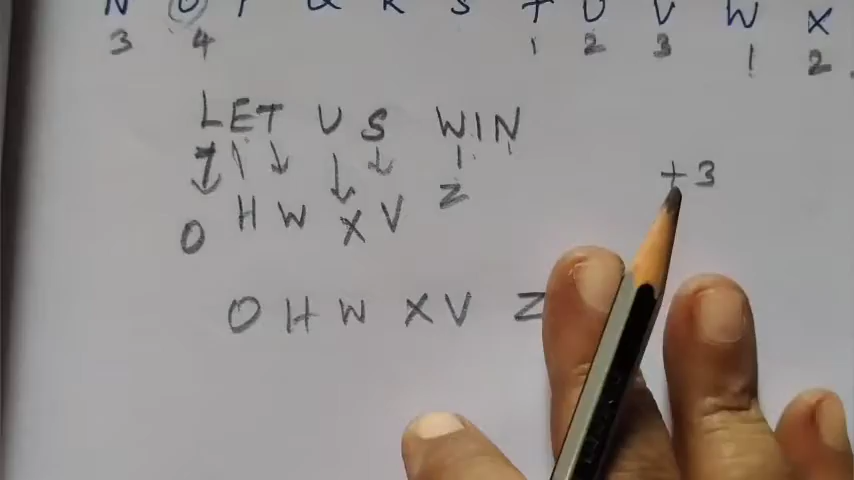 N O P Q R S T U V W X
3 4 1 2 3 1 2
LET US WIN
+3
O H W X V Z
O H W X V Z